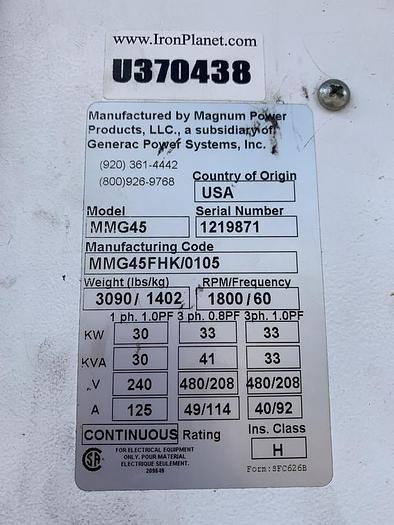 www.IronPlanet.com
U370438
Manufactured by Magnum Power
Products, LLC., a subsidiary of
Generac Power Systems, Inc.
(920) 361-4442
(800)926-9768
Country of Origin
USA
Model
Serial Number
MMG45
1219871
Manufacturing Code
MMG45FHK/0105
Weight (lbs/kg)
RPM/Frequency
3090 / 1402
1800 / 60
1 ph. 1.0PF 3 ph. 0.8PF 3ph. 1.0PF
KW 30 33 33
KVA 30 41 33
V 240 480/208 480/208
A 125 49/114 40/92
CONTINUOUS Rating
Ins. Class
H
FOR ELECTRICAL EQUIPMENT
ONLY. POUR MATERIAL
ELECTRIQUE SEULEMENT.
209648
Form: SFC626B